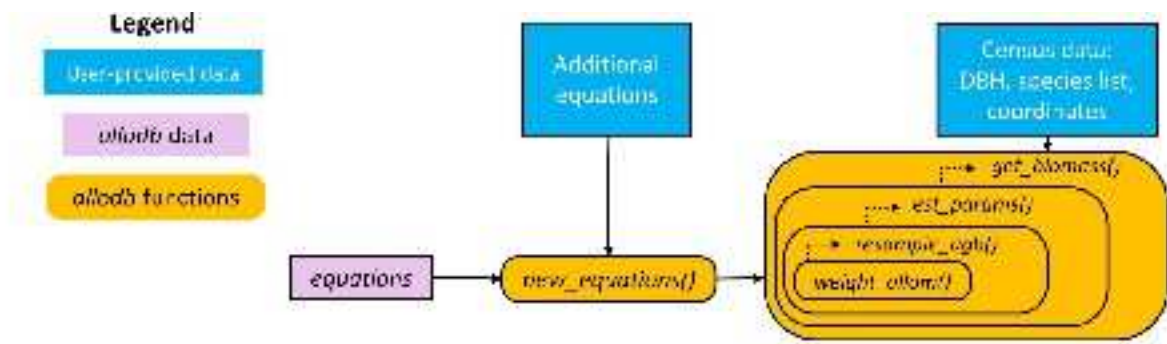 Legend
User-provided data
allodb data
allodb functions
Additional
equations
Census data:
DBH, species list,
coordinates
get_biomass()
est_params()
resample_agb()
weight_allom()
equations
new_equations()